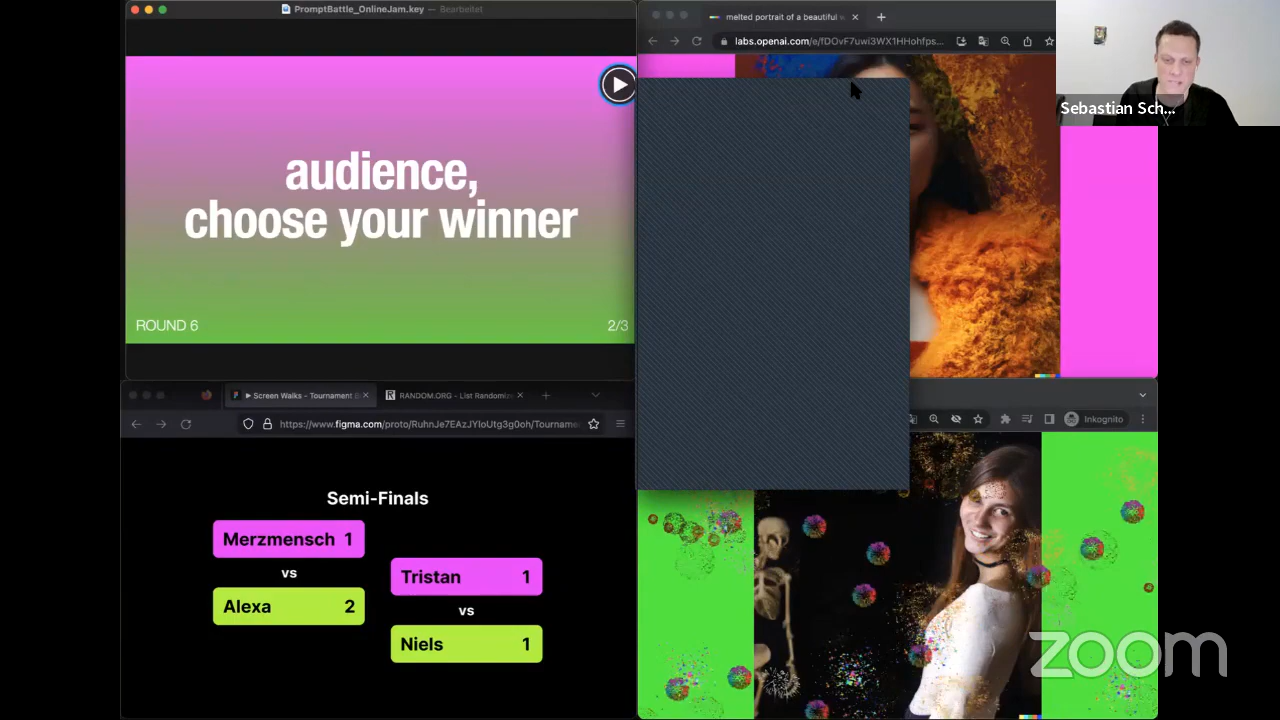 PromptBattle_OnlineJam.key — Bearbeitet
audience,
choose your winner
ROUND 6
2/3
melted portrait of a beautiful
labs.openai.com/e/fDOvF7uwi3WX1HHohfps...
Sebastian Sch...
Screen Walks - Tournament
RANDOM.ORG - List Randomiz
https://www.figma.com/proto/RuhnJe7EAzJYIoUtg3g0oh/Tourname
Semi-Finals
Merzmensch 1
vs
Alexa 2
Tristan 1
vs
Niels 1
Inkognito
zoom